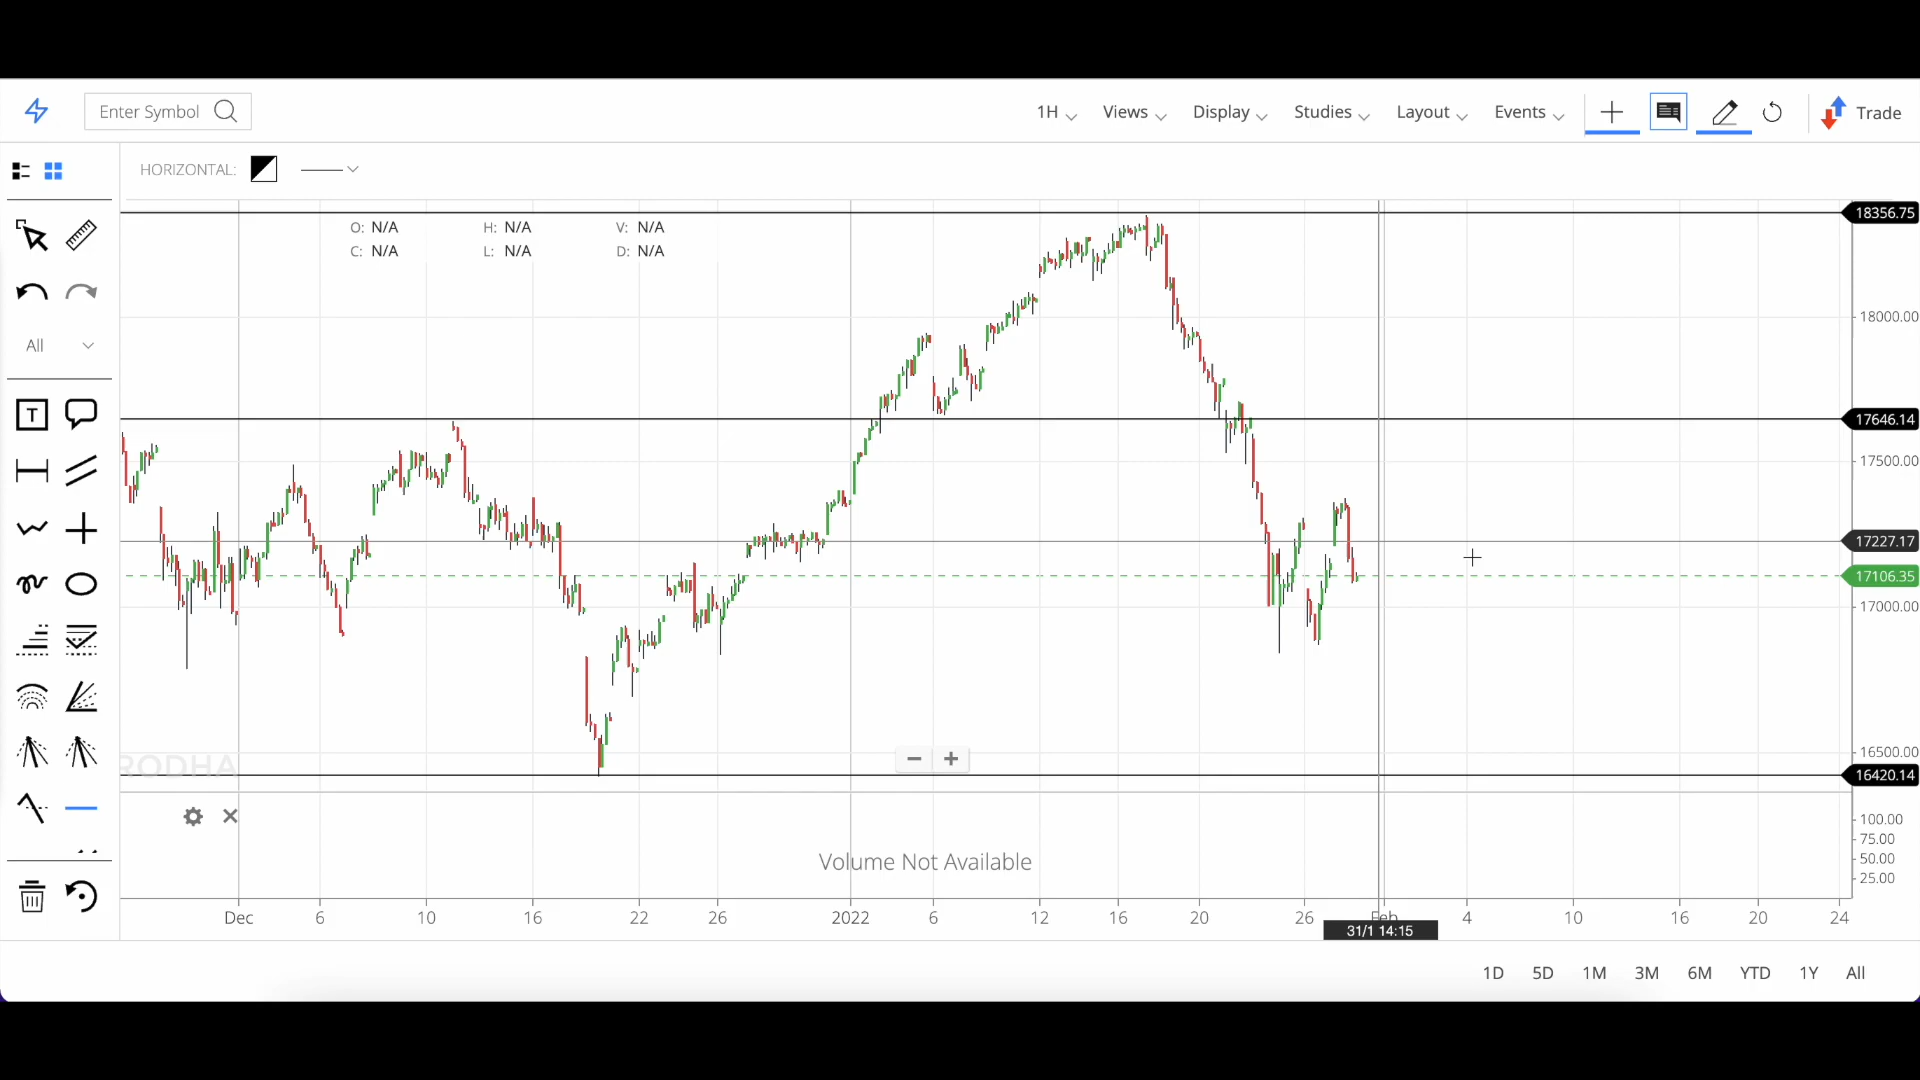 Enter Symbol
1H Views Display Studies Layout Events Trade
HORIZONTAL:
O: N/A H: N/A V: N/A
C: N/A L: N/A D: N/A
All
T
18356.75
18000.00
17646.14
17500.00
17227.17
17106.35
17000.00
16500.00
16420.14
RODHA
100.00
75.00
50.00
25.00
Volume Not Available
Dec 6 10 16 22 26 2022 6 12 16 20 26 Feb 4 10 16 20 24
31/1 14:15
1D 5D 1M 3M 6M YTD 1Y All